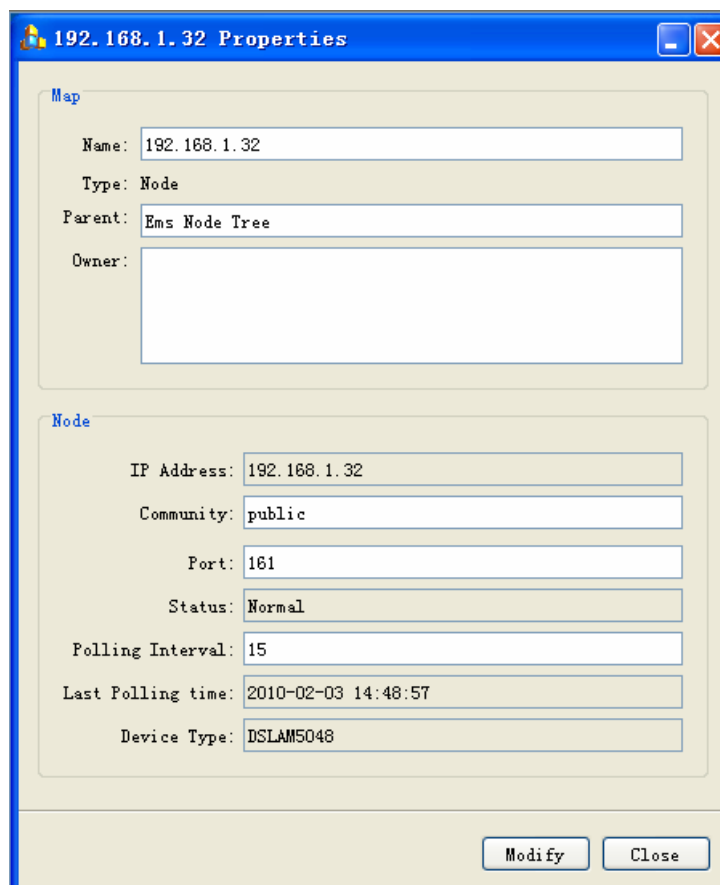 192.168.1.32 Properties
Map
Name: 192.168.1.32
Type: Node
Parent: Ems Node Tree
Owner:
Node
IP Address: 192.168.1.32
Community: public
Port: 161
Status: Normal
Polling Interval: 15
Last Polling time: 2010-02-03 14:48:57
Device Type: DSLAM5048
Modify Close